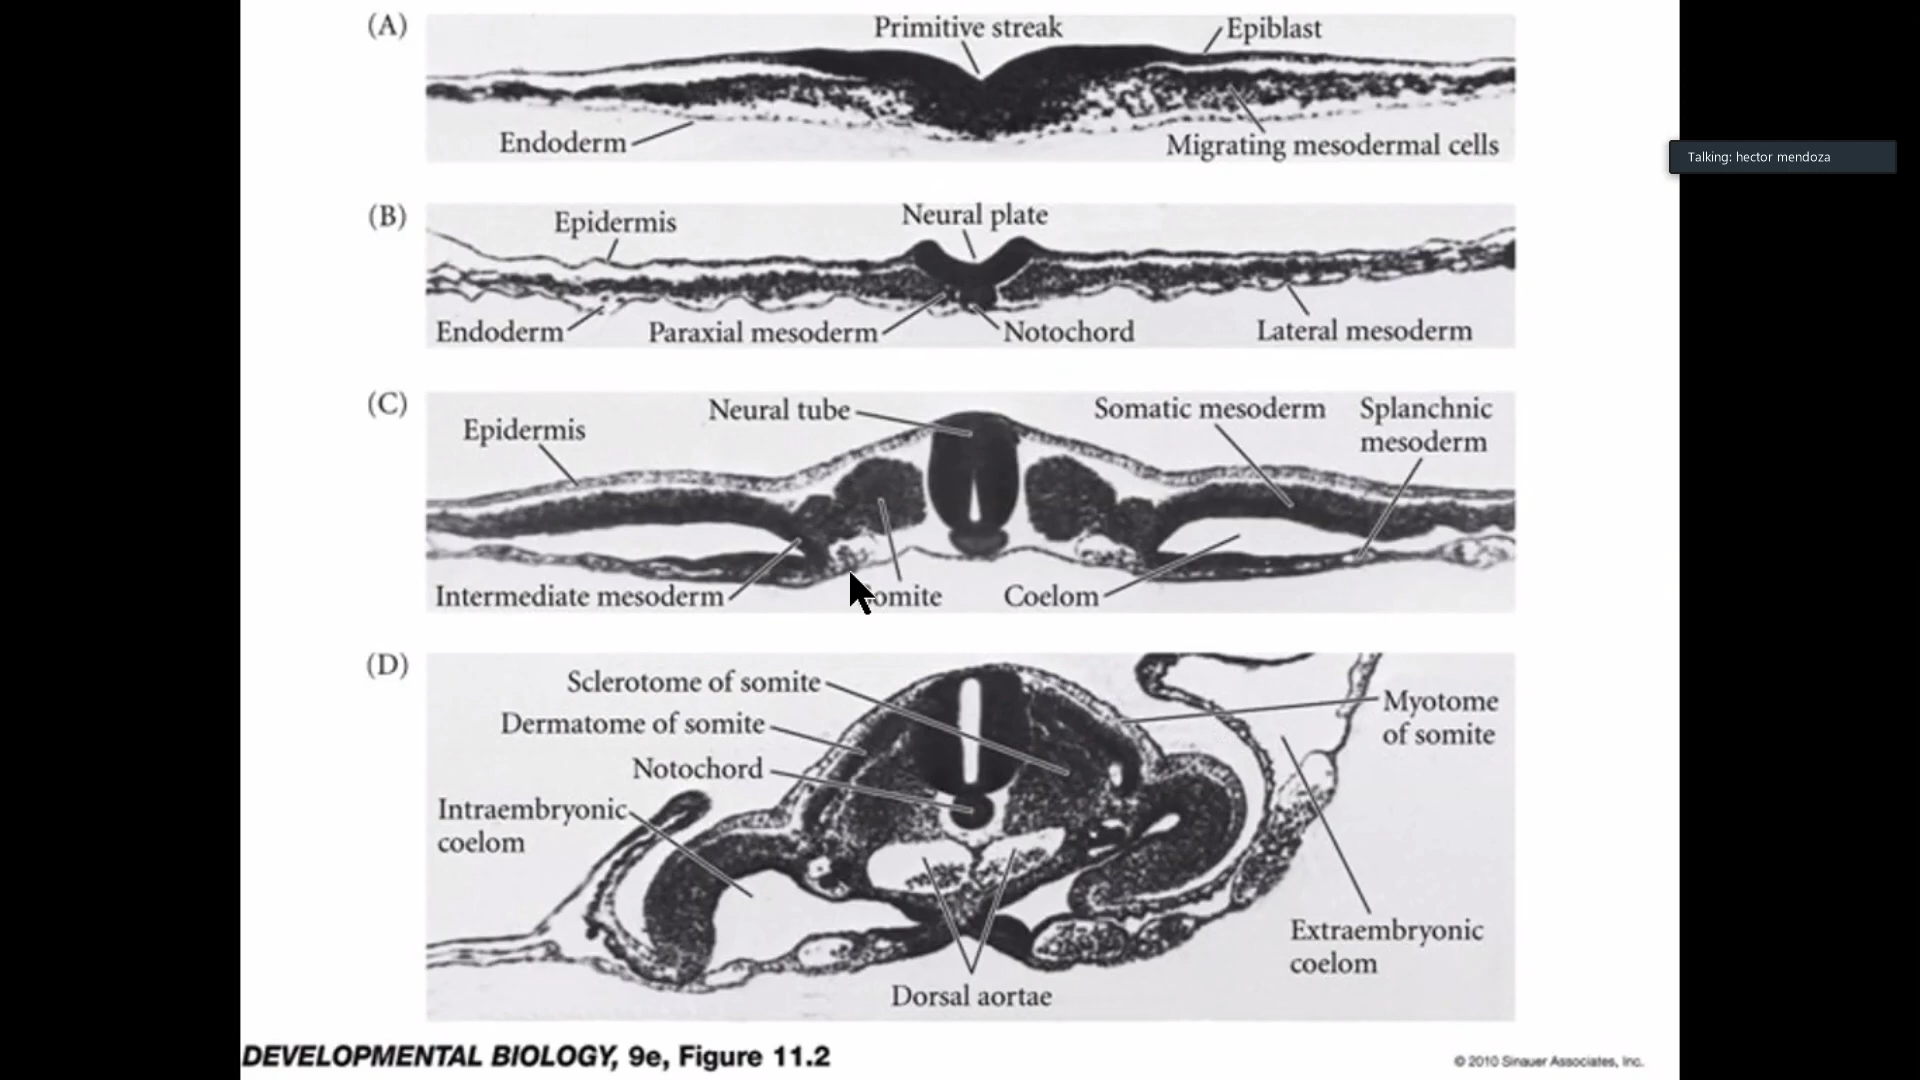 (A)
Primitive streak
Epiblast
Endoderm
Migrating mesodermal cells
Talking: hector mendoza
(B)
Epidermis
Neural plate
Endoderm
Paraxial mesoderm
Notochord
Lateral mesoderm
(C)
Epidermis
Neural tube
Somatic mesoderm
Splanchnic
mesoderm
Intermediate mesoderm
Somite
Coelom
(D)
Sclerotome of somite
Dermatome of somite
Notochord
Intraembryonic
coelom
Myotome
of somite
Extraembryonic
coelom
Dorsal aortae
DEVELOPMENTAL BIOLOGY, 9e, Figure 11.2
© 2010 Sinauer Associates, Inc.